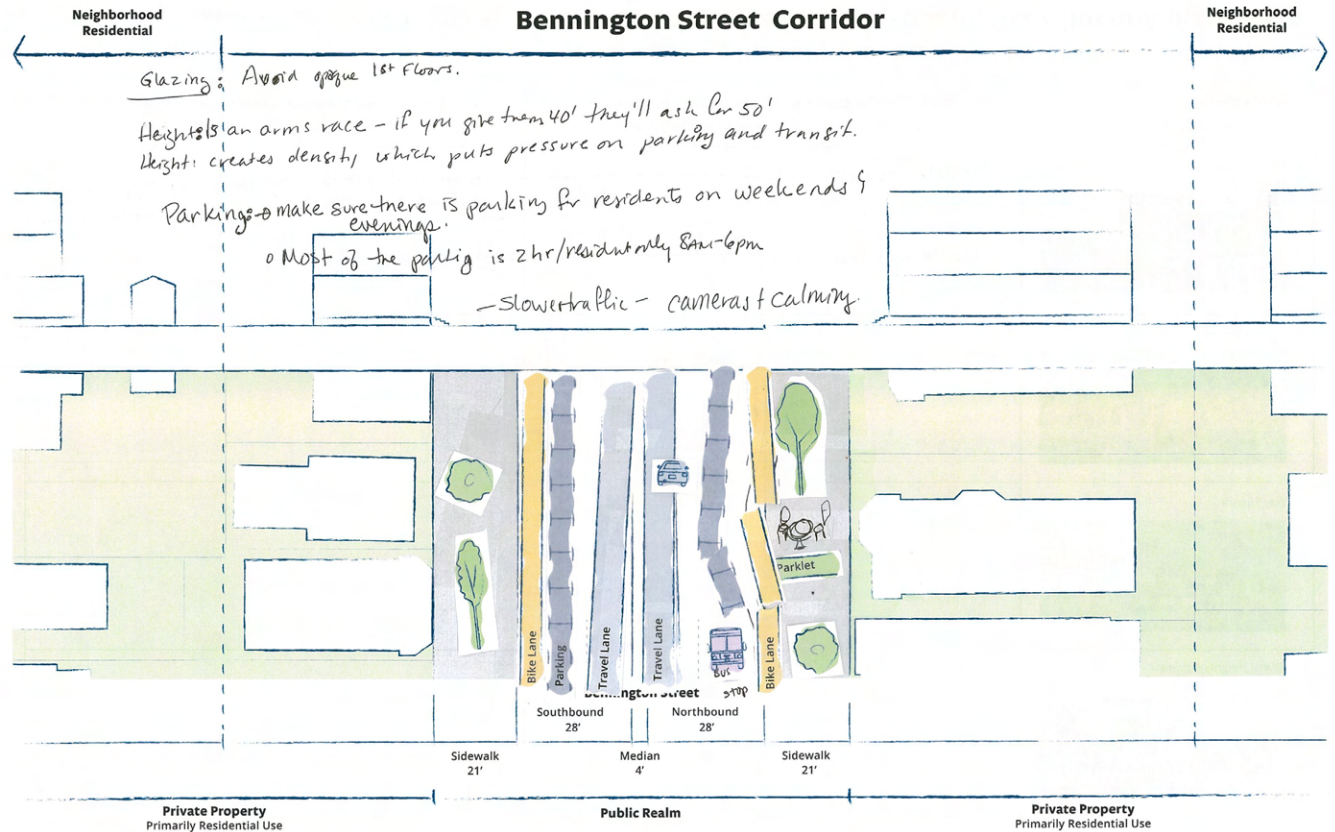 Neighborhood
Residential
Bennington Street Corridor
Neighborhood
Residential
Glazing: Avoid opaque 1st Floors.
Height: Is an arms race - if you give them 40' they'll ask for 50'
Height: creates density, which puts pressure on parking and transit.
Parking: o make sure there is parking for residents on weekends &
evenings.
o Most of the parking is 2hr/resident only 8AM-6pm
- Slower traffic - cameras + calming.
C
Parklet
C
Bike Lane
Parking
Travel Lane
Travel Lane
Bus
stop
Bike Lane
Bennington Street
Southbound
28'
Northbound
28'
Sidewalk
21'
Median
4'
Sidewalk
21'
Private Property
Primarily Residential Use
Public Realm
Private Property
Primarily Residential Use